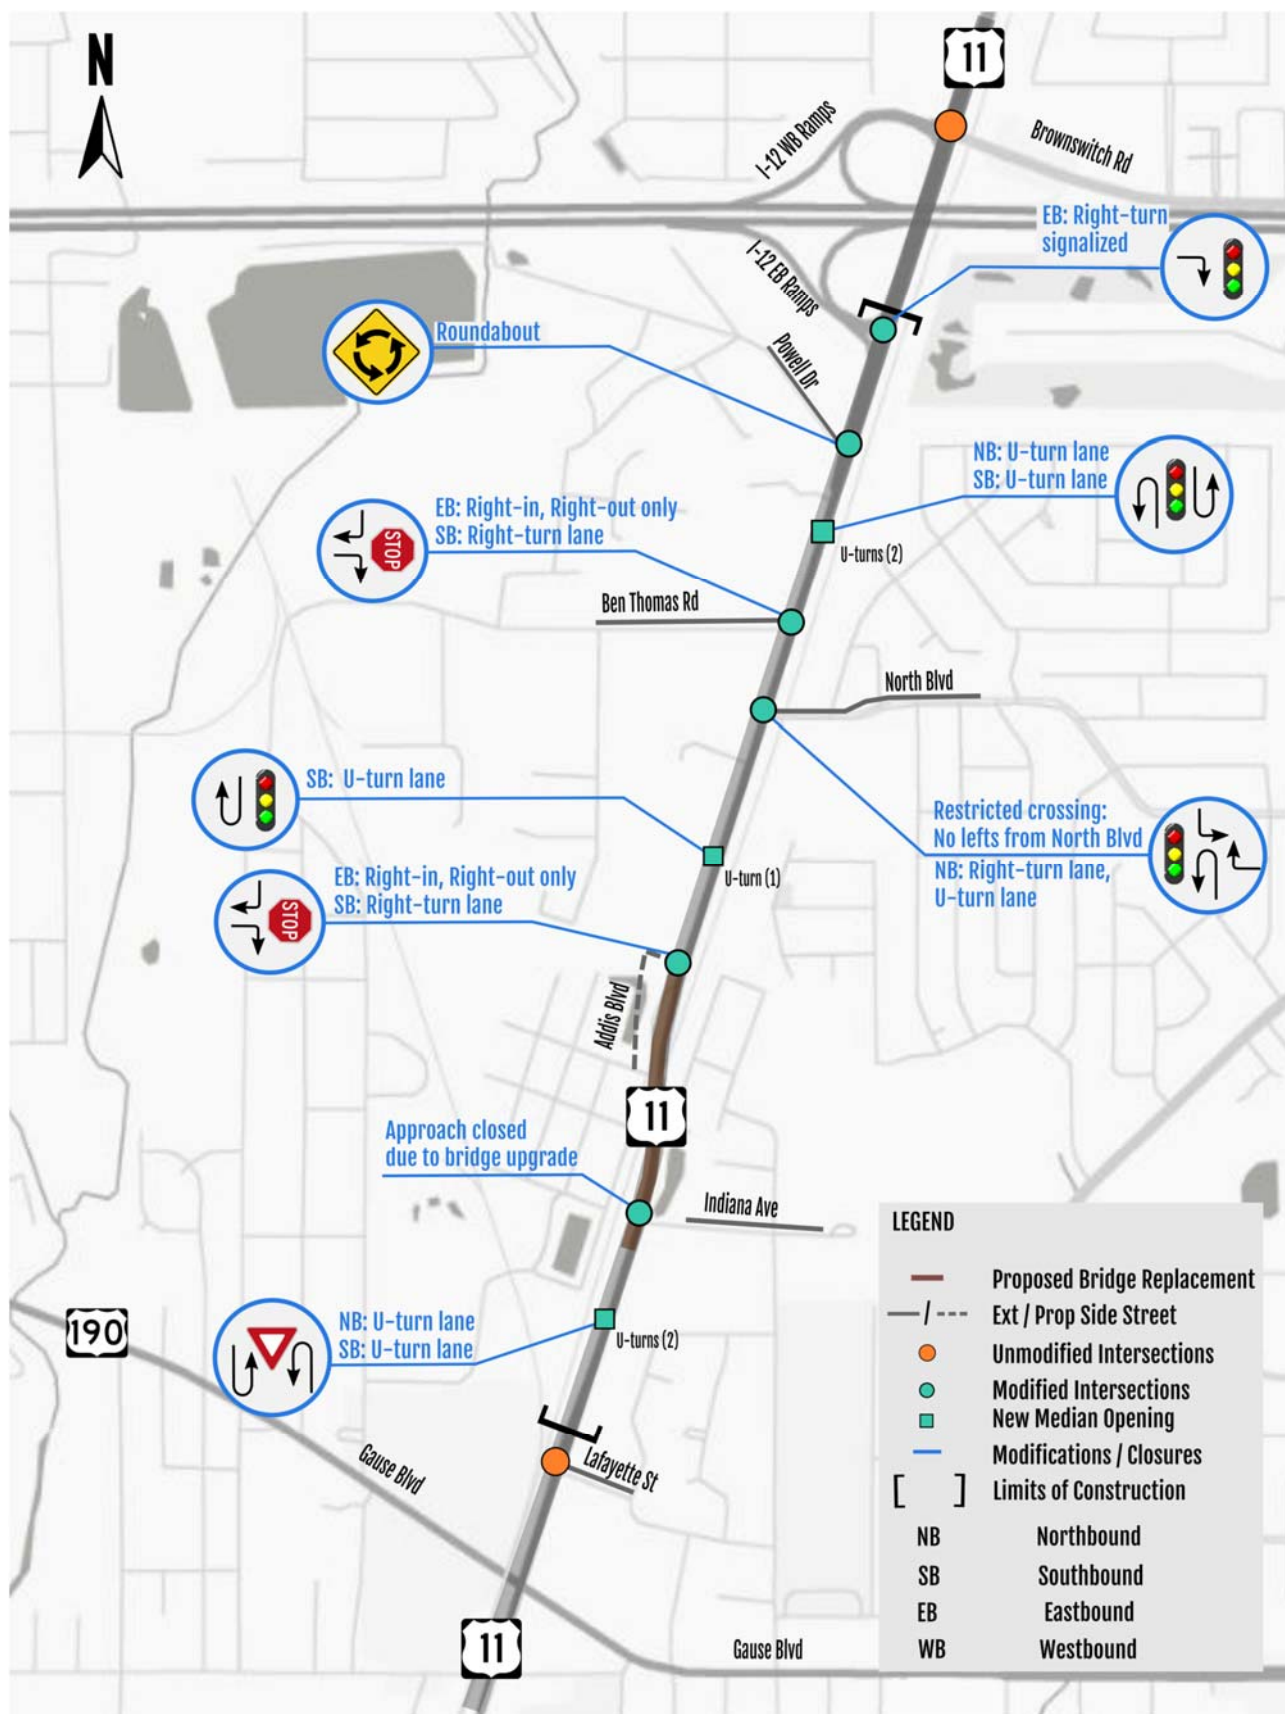 N
11
I-12 WB Ramps
Brownswitch Rd
EB: Right-turn
signalized
I-12 EB Ramps
Roundabout
Powell Dr
NB: U-turn lane
SB: U-turn lane
U-turns (2)
EB: Right-in, Right-out only
SB: Right-turn lane
STOP
Ben Thomas Rd
North Blvd
SB: U-turn lane
U-turn (1)
Restricted crossing:
No lefts from North Blvd
NB: Right-turn lane,
U-turn lane
EB: Right-in, Right-out only
SB: Right-turn lane
STOP
Addis Blvd
11
Approach closed
due to bridge upgrade
Indiana Ave
190
NB: U-turn lane
SB: U-turn lane
U-turns (2)
Gause Blvd
Lafayette St
11
Gause Blvd
LEGEND
Proposed Bridge Replacement
/ Ext / Prop Side Street
Unmodified Intersections
Modified Intersections
New Median Opening
Modifications / Closures
[ ] Limits of Construction
NB Northbound
SB Southbound
EB Eastbound
WB Westbound